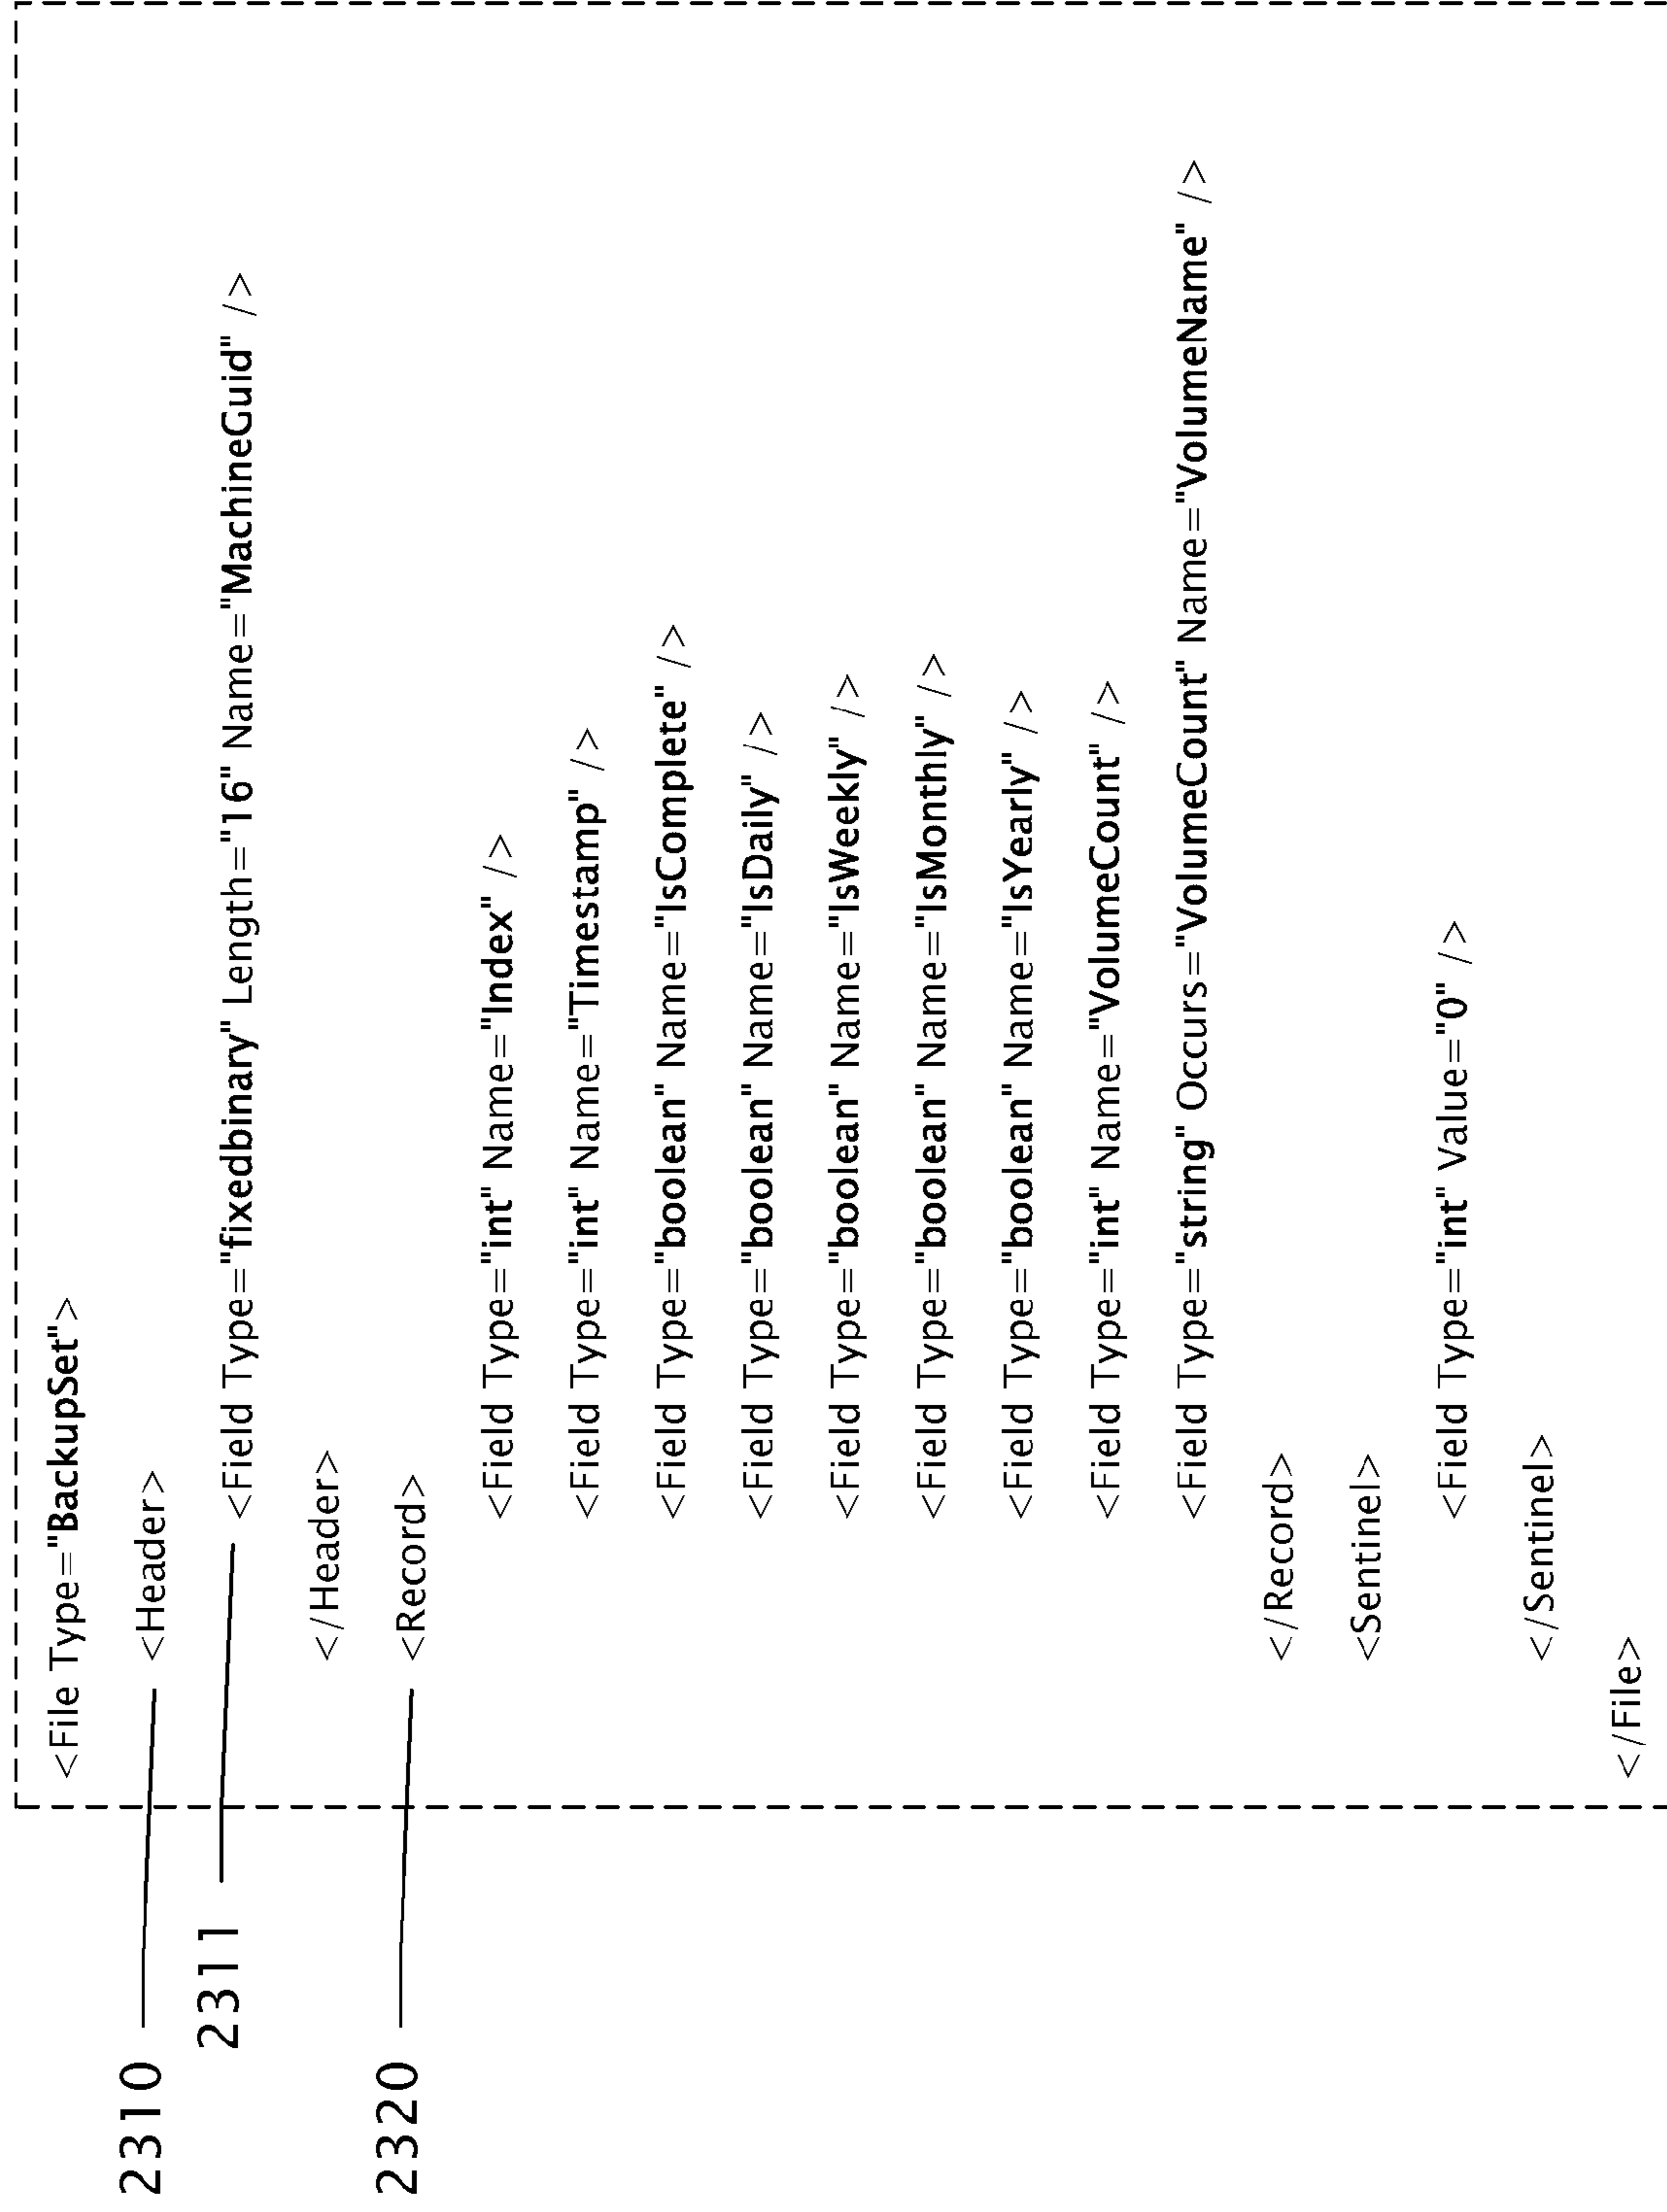 <File Type="BackupSet">
2310 <Header>
2311 <Field Type="fixedbinary" Length="16" Name="MachineGuid" />
</Header>
2320 <Record>
<Field Type="int" Name="Index" />
<Field Type="int" Name="Timestamp" />
<Field Type="boolean" Name="IsComplete" />
<Field Type="boolean" Name="IsDaily" />
<Field Type="boolean" Name="IsWeekly" />
<Field Type="boolean" Name="IsMonthly" />
<Field Type="boolean" Name="IsYearly" />
<Field Type="int" Name="VolumeCount" />
<Field Type="string" Occurs="VolumeCount" Name="VolumeName" />
</Record>
<Sentinel>
<Field Type="int" Value="0" />
</Sentinel>
</File>